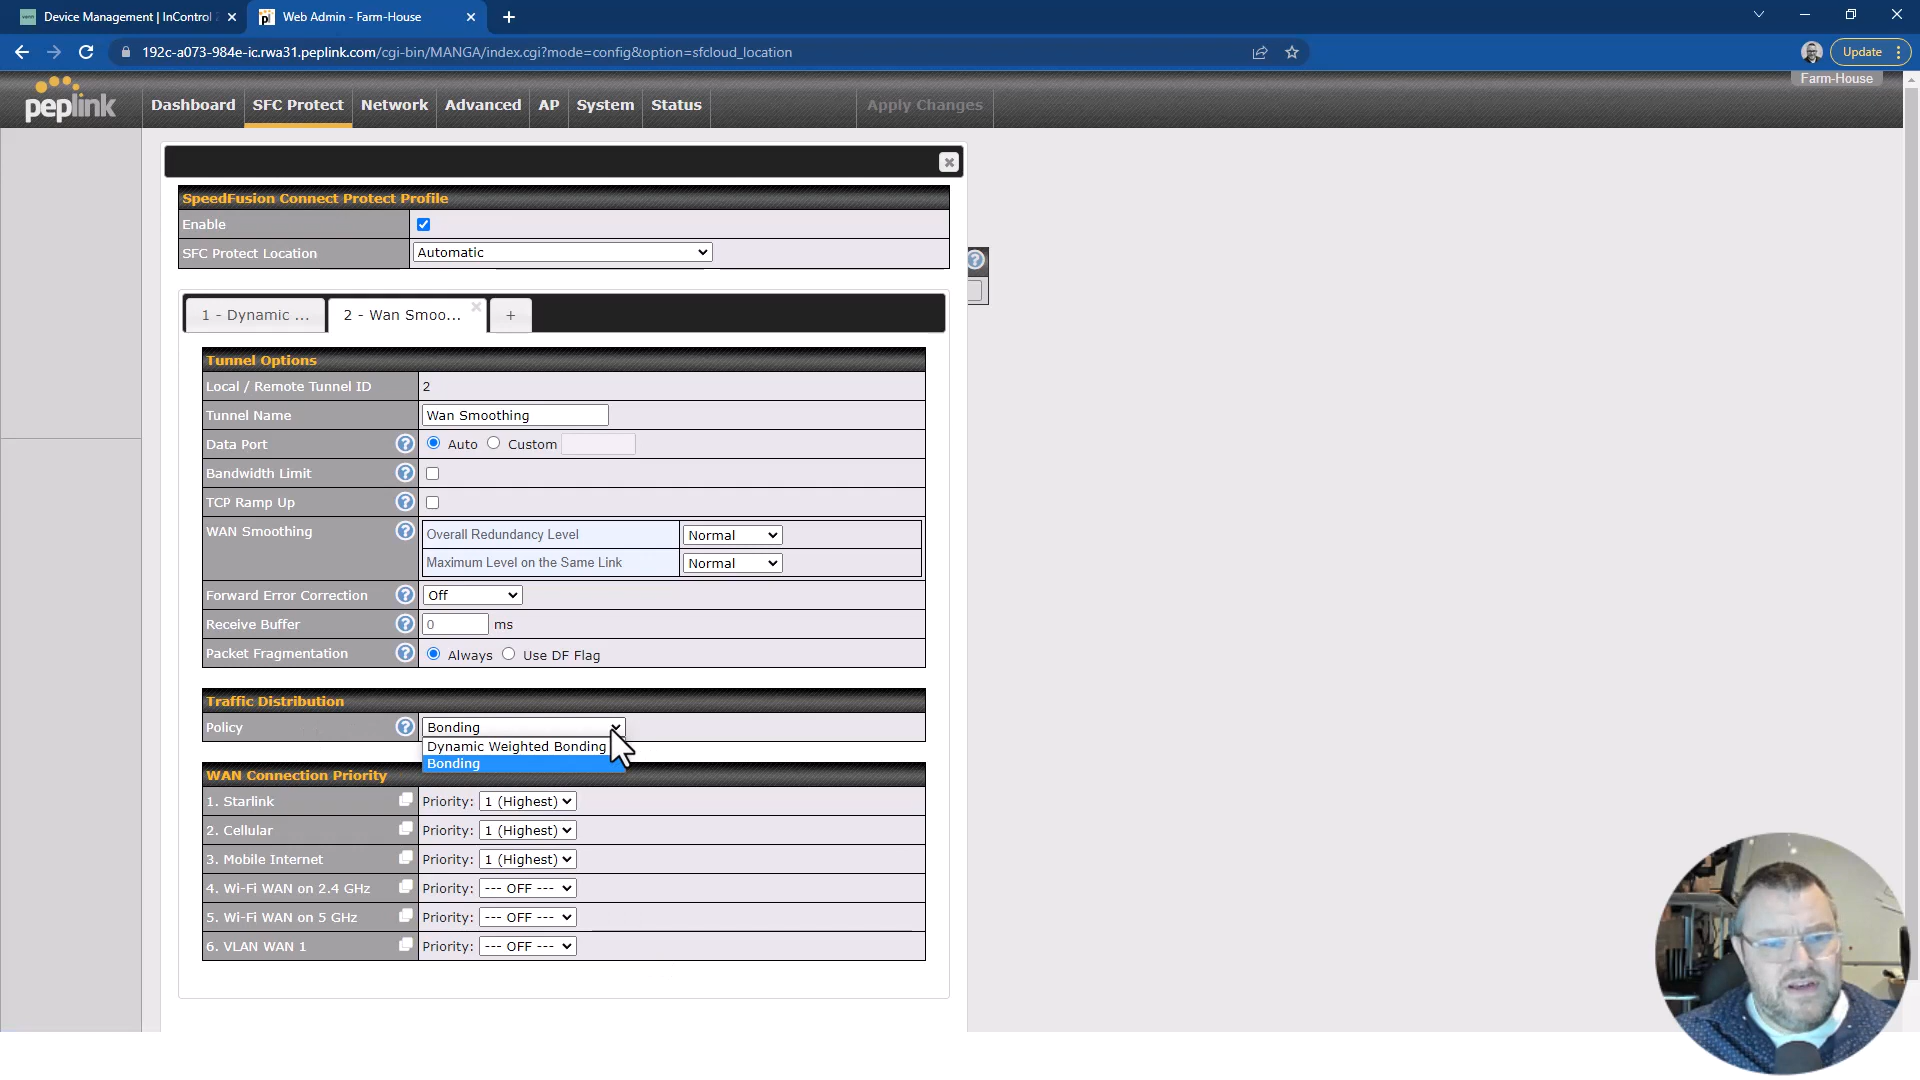 Device Management | InControl
Web Admin - Farm-House
192c-a073-984e-ic.rwa31.peplink.com/cgi-bin/MANGA/index.cgi?mode=config&option=sfcloud_location
Update
Farm-House
peplink
Dashboard
SFC Protect
Network
Advanced
AP
System
Status
Apply Changes
SpeedFusion Connect Protect Profile
Enable
SFC Protect Location
Automatic
1 - Dynamic ...
2 - Wan Smoo...
+
Tunnel Options
Local / Remote Tunnel ID
2
Tunnel Name
Wan Smoothing
Data Port
Auto
Custom
Bandwidth Limit
TCP Ramp Up
WAN Smoothing
Overall Redundancy Level
Normal
Maximum Level on the Same Link
Normal
Forward Error Correction
Off
Receive Buffer
0
ms
Packet Fragmentation
Always
Use DF Flag
Traffic Distribution
Policy
Bonding
Dynamic Weighted Bonding
Bonding
WAN Connection Priority
1. Starlink
Priority:
1 (Highest)
2. Cellular
Priority:
1 (Highest)
3. Mobile Internet
Priority:
1 (Highest)
4. Wi-Fi WAN on 2.4 GHz
Priority:
--- OFF ---
5. Wi-Fi WAN on 5 GHz
Priority:
--- OFF ---
6. VLAN WAN 1
Priority:
--- OFF ---